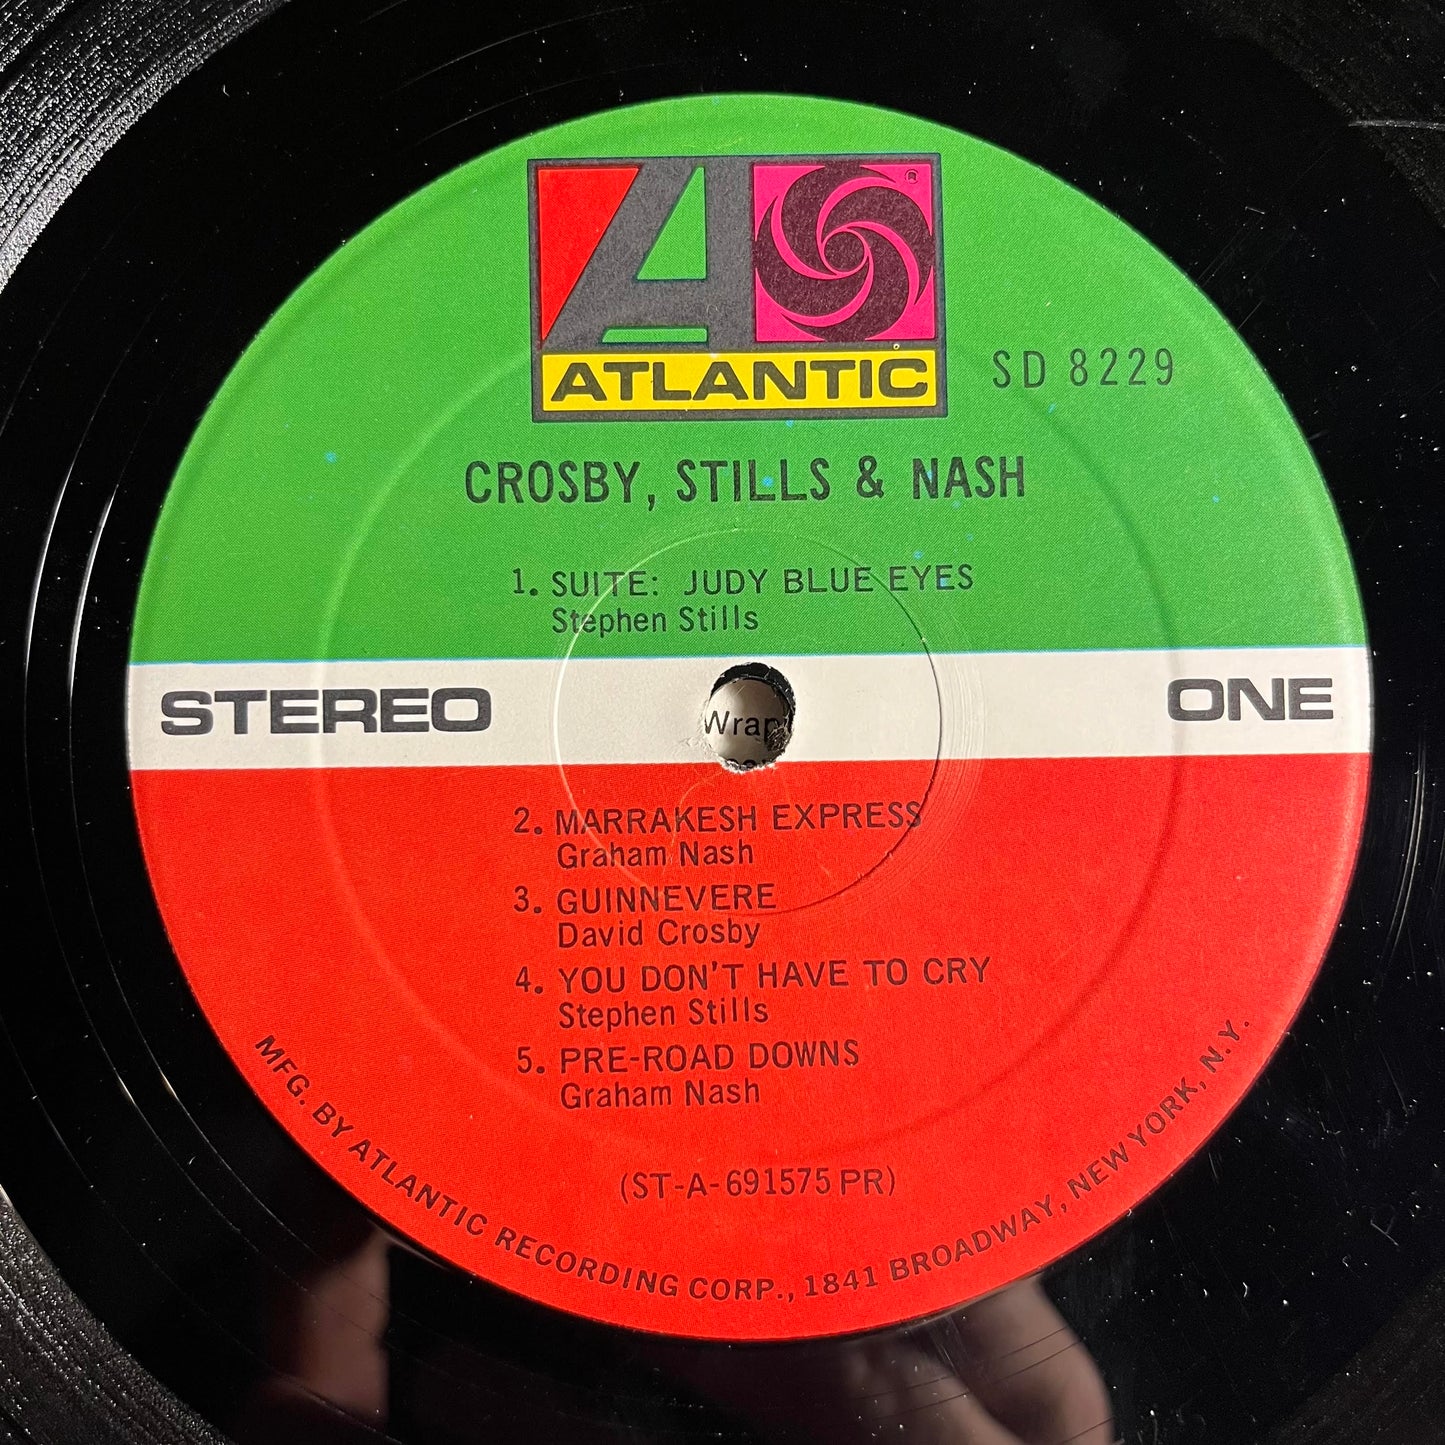 ®
ATLANTIC
SD 8229
CROSBY, STILLS & NASH
1. SUITE: JUDY BLUE EYES
Stephen Stills
STEREO
Wrap
ONE
2. MARRAKESH EXPRESS
Graham Nash
3. GUINNEVERE
David Crosby
4. YOU DON'T HAVE TO CRY
Stephen Stills
5. PRE-ROAD DOWNS
Graham Nash
(ST-A-691575 PR)
MFG. BY ATLANTIC RECORDING CORP., 1841 BROADWAY, NEW YORK, N.Y.